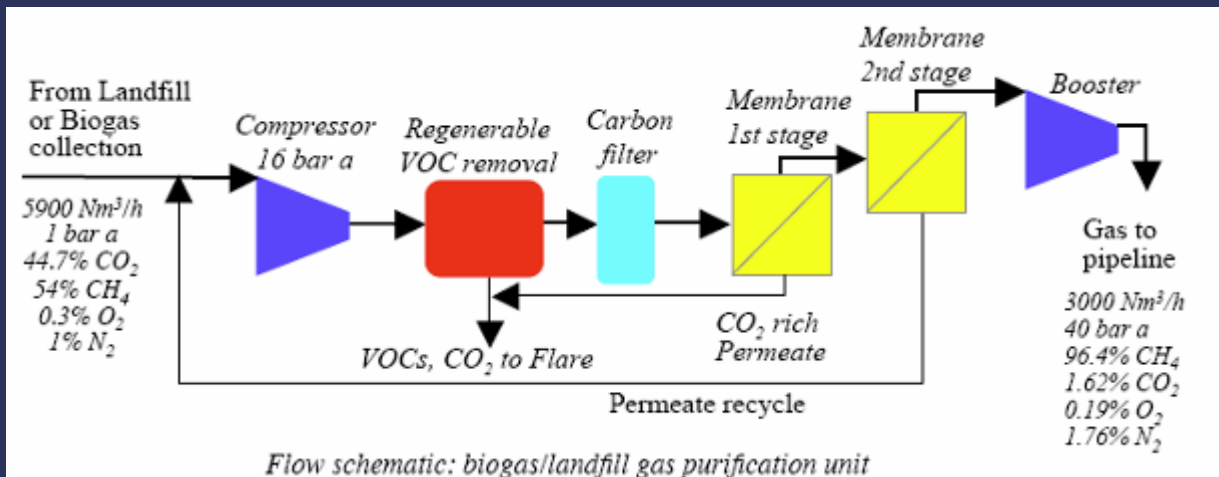 From Landfill
or Biogas
collection
5900 Nm³/h
1 bar a
44.7% CO₂
54% CH₄
0.3% O₂
1% N₂
Compressor
16 bar a
Regenerable
VOC removal
Carbon
filter
Membrane
1st stage
Membrane
2nd stage
Booster
VOCs, CO₂ to Flare
CO₂ rich
Permeate
Permeate recycle
Gas to
pipeline
3000 Nm³/h
40 bar a
96.4% CH₄
1.62% CO₂
0.19% O₂
1.76% N₂
Flow schematic: biogas/landfill gas purification unit